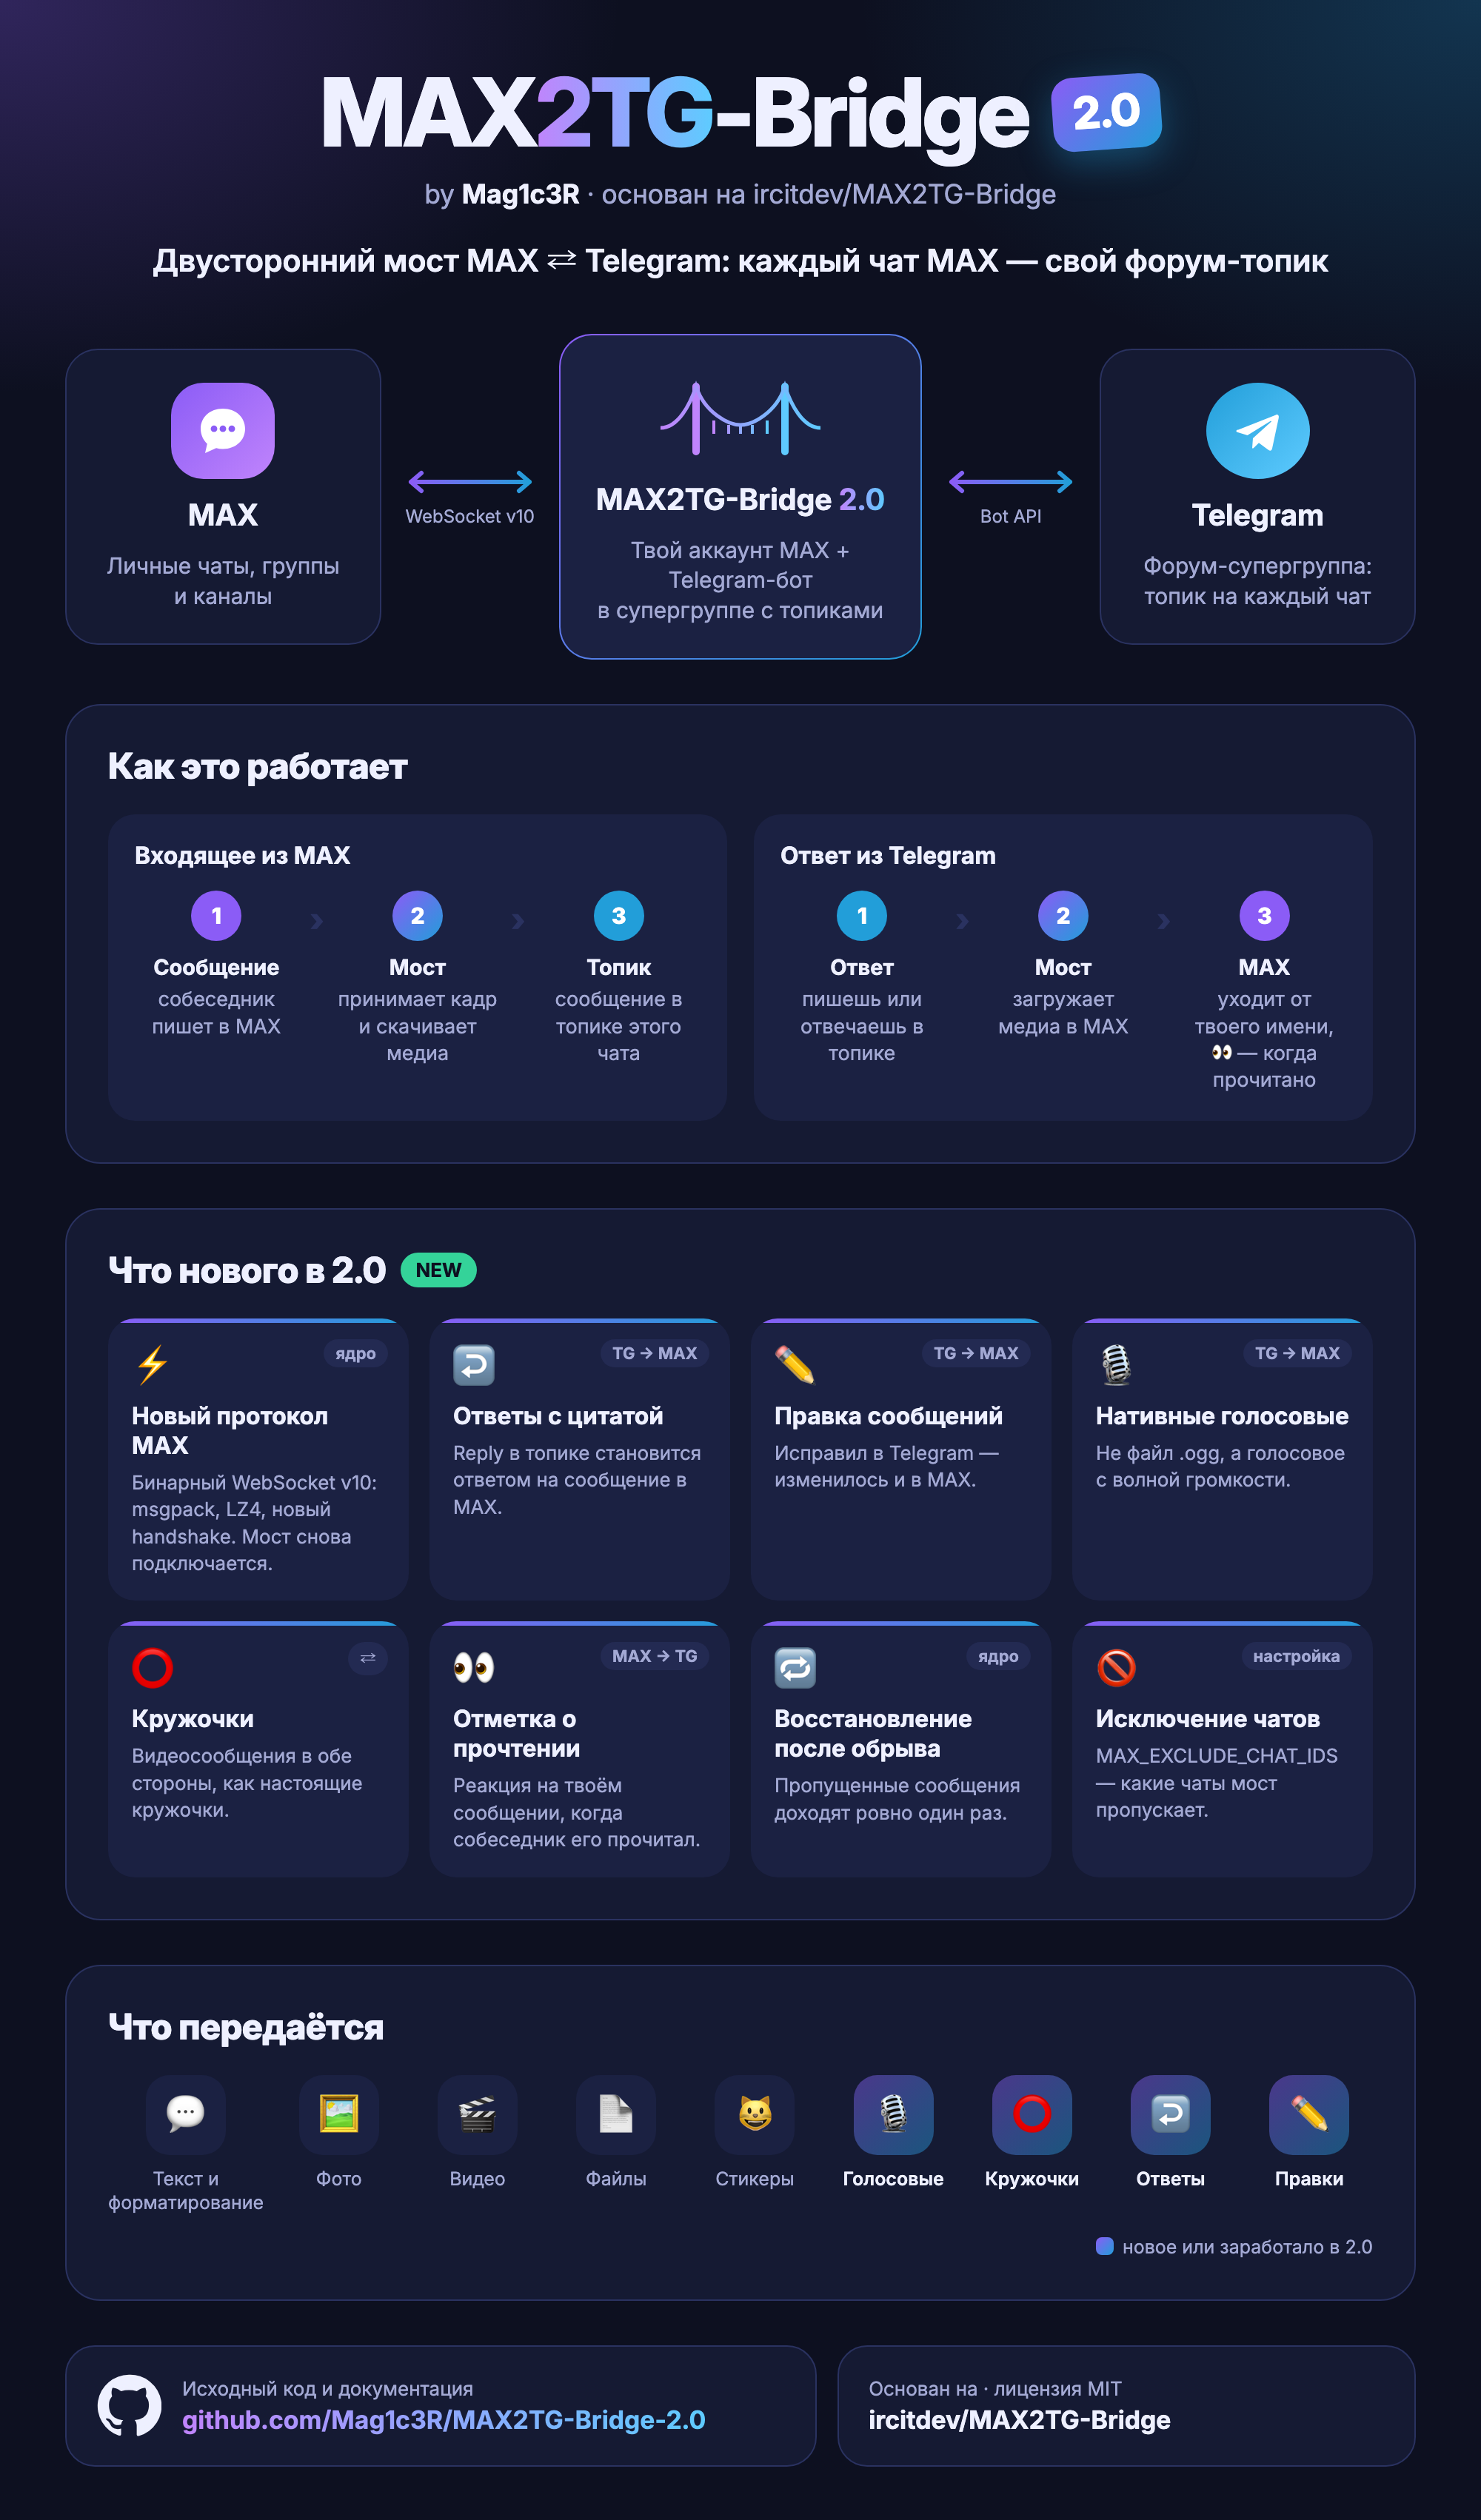 MAX2TG-Bridge 2.0
by Mag1c3R · основан на ircitdev/MAX2TG-Bridge
Двусторонний мост MAX ⇄ Telegram: каждый чат MAX — свой форум-топик
MAX
Личные чаты, группы
и каналы
WebSocket v10
MAX2TG-Bridge 2.0
Твой аккаунт MAX +
Telegram-бот
в супергруппе с топиками
Bot API
Telegram
Форум-супергруппа:
топик на каждый чат
Как это работает
Входящее из MAX
1
Сообщение
собеседник
пишет в MAX
›
2
Мост
принимает кадр
и скачивает
медиа
›
3
Топик
сообщение в
топике этого
чата
Ответ из Telegram
1
Ответ
пишешь или
отвечаешь в
топике
›
2
Мост
загружает
медиа в MAX
›
3
MAX
уходит от
твоего имени,
👀 — когда
прочитано
Что нового в 2.0 NEW
⚡ ядро
Новый протокол
MAX
Бинарный WebSocket v10:
msgpack, LZ4, новый
handshake. Мост снова
подключается.
↩️ TG → MAX
Ответы с цитатой
Reply в топике становится
ответом на сообщение в
MAX.
✏️ TG → MAX
Правка сообщений
Исправил в Telegram —
изменилось и в MAX.
🎙️ TG → MAX
Нативные голосовые
Не файл .ogg, а голосовое
с волной громкости.
⭕ ⇄
Кружочки
Видеосообщения в обе
стороны, как настоящие
кружочки.
👀 MAX → TG
Отметка о
прочтении
Реакция на твоём
сообщении, когда
собеседник его прочитал.
🔁 ядро
Восстановление
после обрыва
Пропущенные сообщения
доходят ровно один раз.
🚫 настройка
Исключение чатов
MAX_EXCLUDE_CHAT_IDS
— какие чаты мост
пропускает.
Что передаётся
Текст и
форматирование
Фото
Видео
Файлы
Стикеры
Голосовые
Кружочки
Ответы
Правки
новое или заработало в 2.0
Исходный код и документация
github.com/Mag1c3R/MAX2TG-Bridge-2.0
Основан на · лицензия MIT
ircitdev/MAX2TG-Bridge